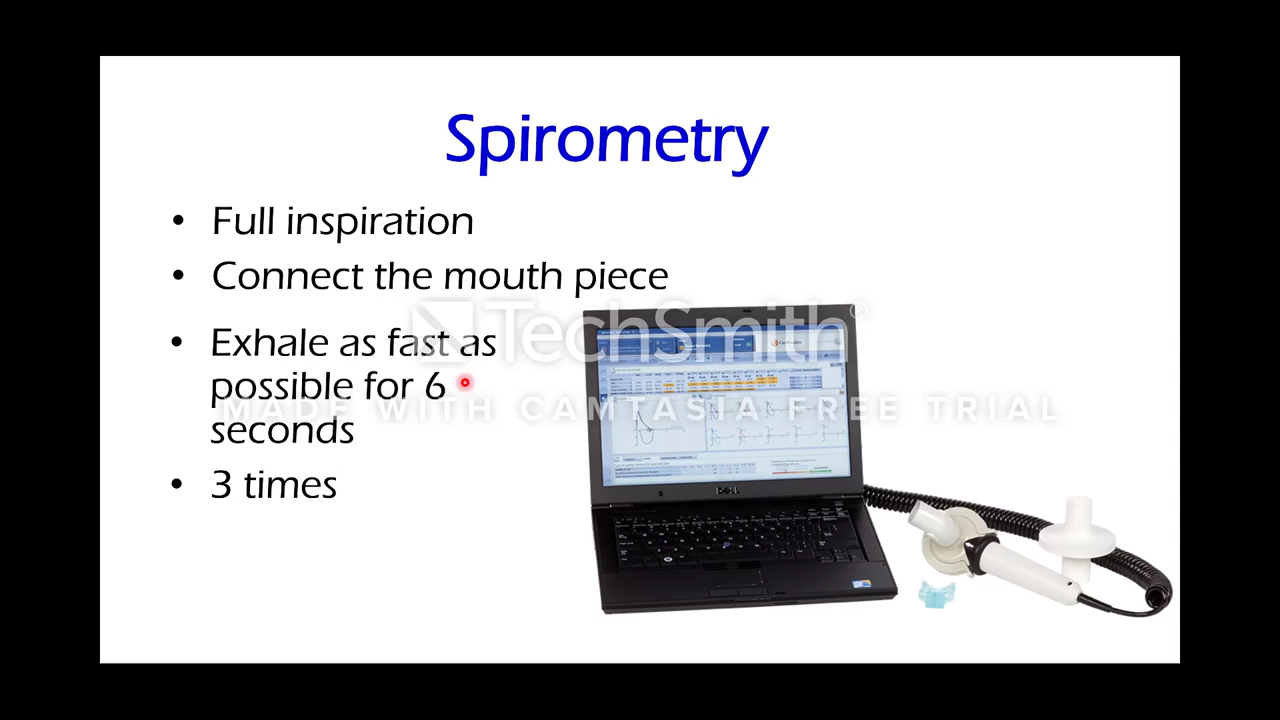 Spirometry
• Full inspiration
• Connect the mouth piece
TechSmith®
• Exhale as fast as
possible for 6
MADE WITH CAMTASIA FREE TRIAL
seconds
• 3 times
DELL